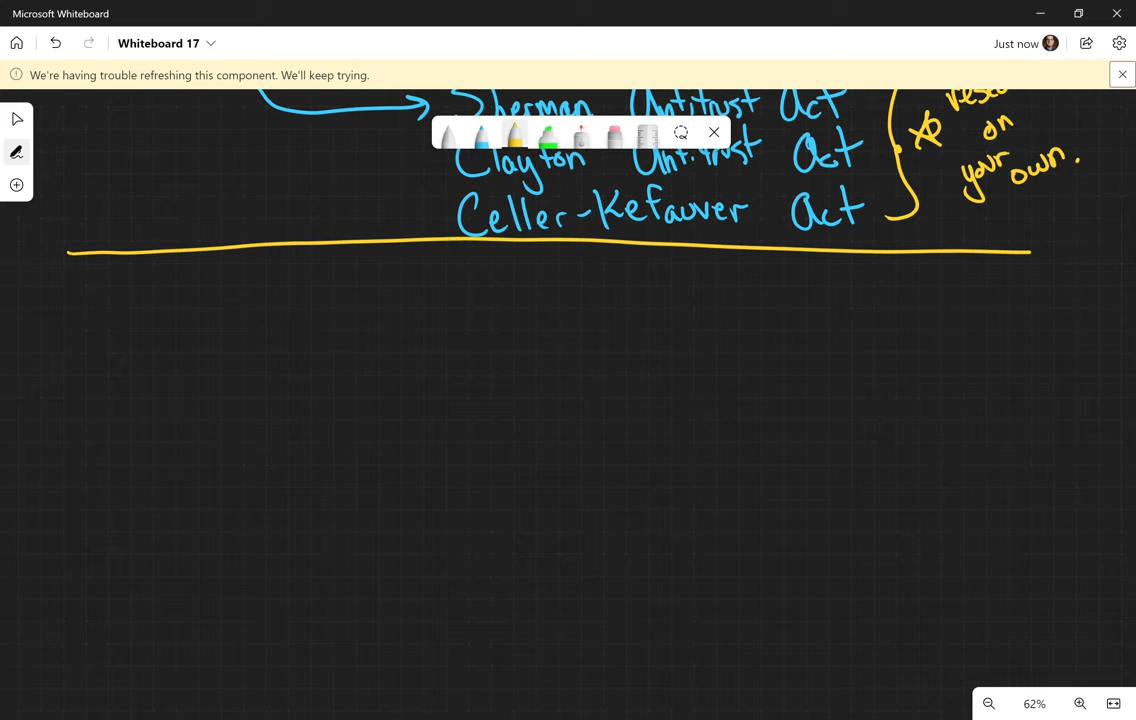 Microsoft Whiteboard
Whiteboard 17
Just now
We're having trouble refreshing this component. We'll keep trying.
Sherman Antitrust Act
Clayton Antitrust Act
Celler-Kefauver Act
on
your
own.
62%